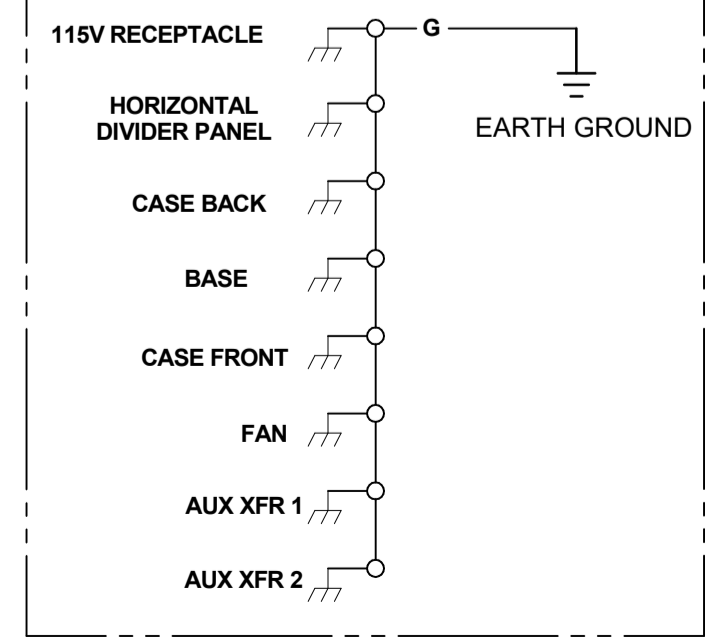 115V RECEPTACLE
G
EARTH GROUND
HORIZONTAL
DIVIDER PANEL
CASE BACK
BASE
CASE FRONT
FAN
AUX XFR 1
AUX XFR 2